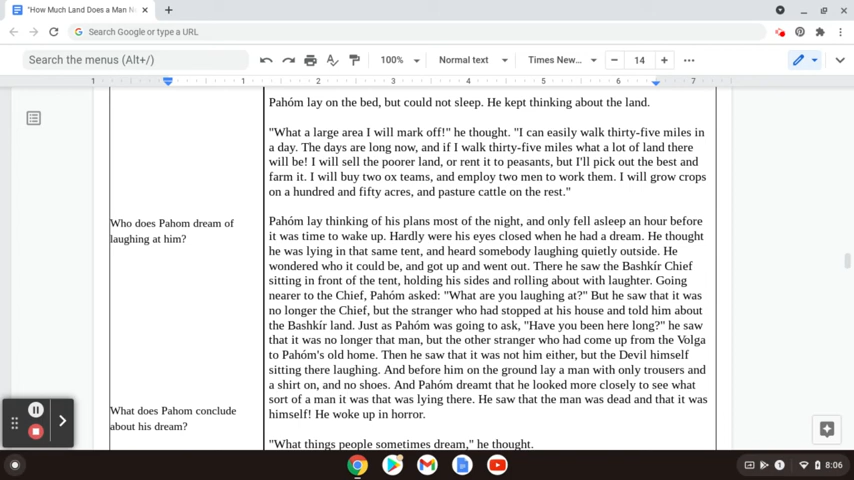 "How Much Land Does a Man N
Search Google or type a URL
Search the menus (Alt+/)
100%
Normal text
Times New...
14
1 1 2 3 4 5 6 7
Pahóm lay on the bed, but could not sleep. He kept thinking about the land.
"What a large area I will mark off!" he thought. "I can easily walk thirty-five miles in
a day. The days are long now, and if I walk thirty-five miles what a lot of land there
will be! I will sell the poorer land, or rent it to peasants, but I'll pick out the best and
farm it. I will buy two ox teams, and employ two men to work them. I will grow crops
on a hundred and fifty acres, and pasture cattle on the rest."
Who does Pahom dream of
laughing at him?
Pahóm lay thinking of his plans most of the night, and only fell asleep an hour before
it was time to wake up. Hardly were his eyes closed when he had a dream. He thought
he was lying in that same tent, and heard somebody laughing quietly outside. He
wondered who it could be, and got up and went out. There he saw the Bashkír Chief
sitting in front of the tent, holding his sides and rolling about with laughter. Going
nearer to the Chief, Pahóm asked: "What are you laughing at?" But he saw that it was
no longer the Chief, but the stranger who had stopped at his house and told him about
the Bashkír land. Just as Pahóm was going to ask, "Have you been here long?" he saw
that it was no longer that man, but the other stranger who had come up from the Volga
to Pahóm's old home. Then he saw that it was not him either, but the Devil himself
sitting there laughing. And before him on the ground lay a man with only trousers and
a shirt on, and no shoes. And Pahóm dreamt that he looked more closely to see what
sort of a man it was that was lying there. He saw that the man was dead and that it was
himself! He woke up in horror.
What does Pahom conclude
about his dream?
"What things people sometimes dream," he thought.
1
8:06